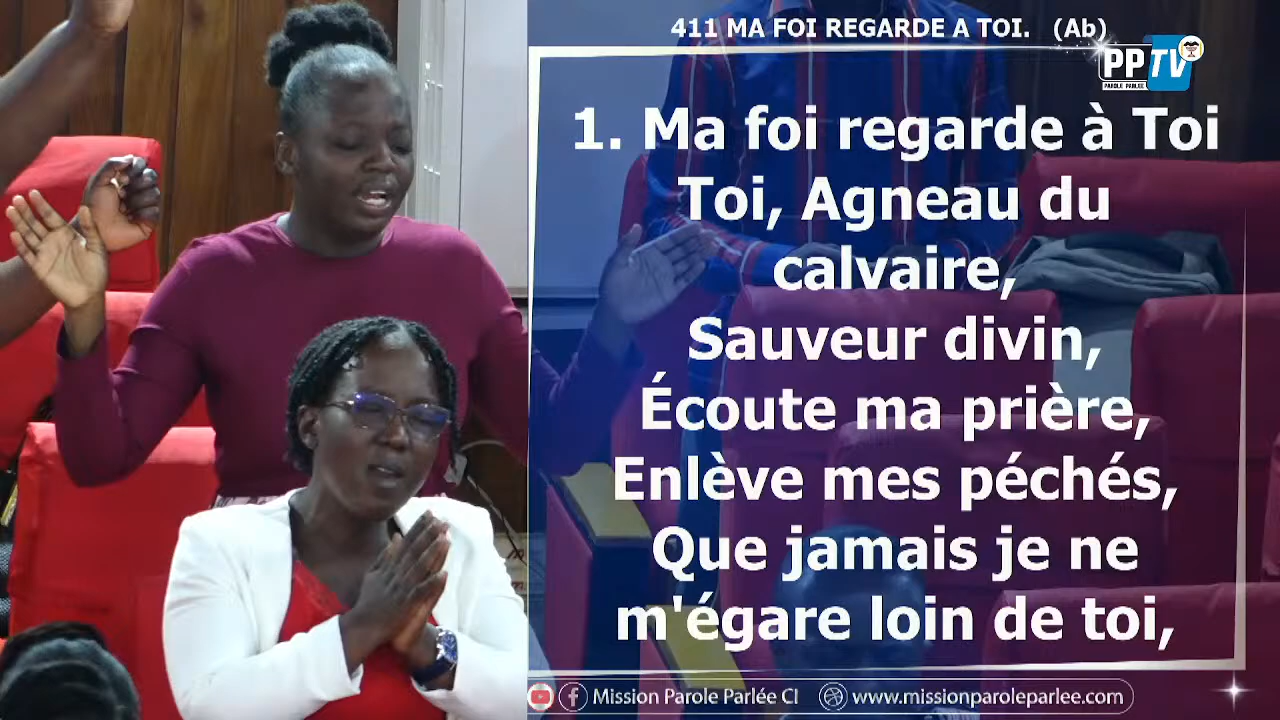 411 MA FOI REGARDE A TOI. (Ab)
PPTV
PAROLE PARLEE
1. Ma foi regarde à Toi
Toi, Agneau du
calvaire,
Sauveur divin,
Écoute ma prière,
Enlève mes péchés,
Que jamais je ne
m'égare loin de toi,
Mission Parole Parlée CI www.missionparoleparlee.com